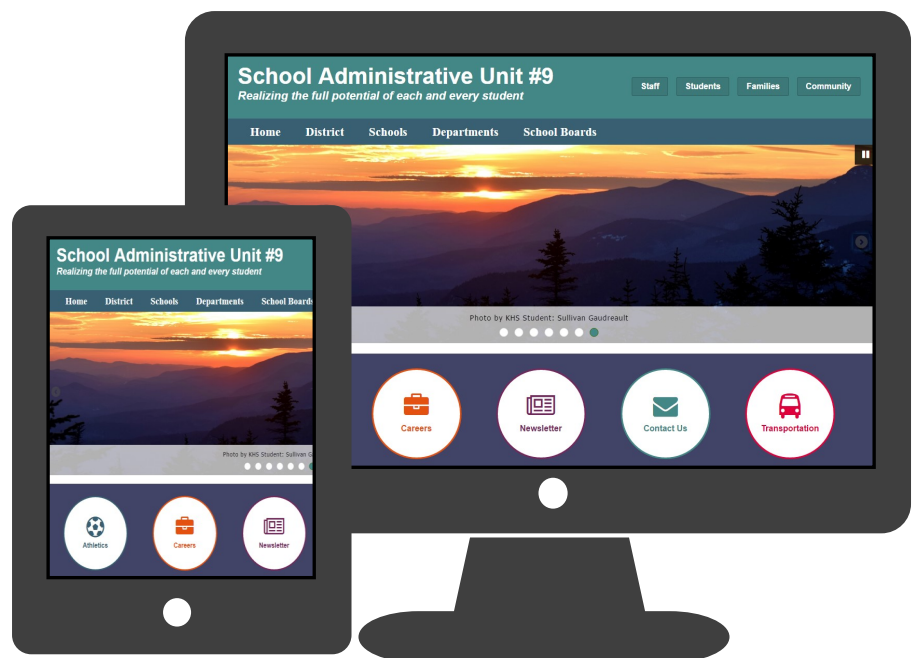 School Administrative Unit #9
Realizing the full potential of each and every student
Staff Students Families Community
Home District Schools Departments School Boards
Photo by KHS Student: Sullivan Gaudreault
Careers Newsletter Contact Us Transportation
School Administrative Unit #9
Realizing the full potential of each and every student
Home District Schools Departments School Boards
Photo by KHS Student: Sullivan G
Athletics Careers Newsletter